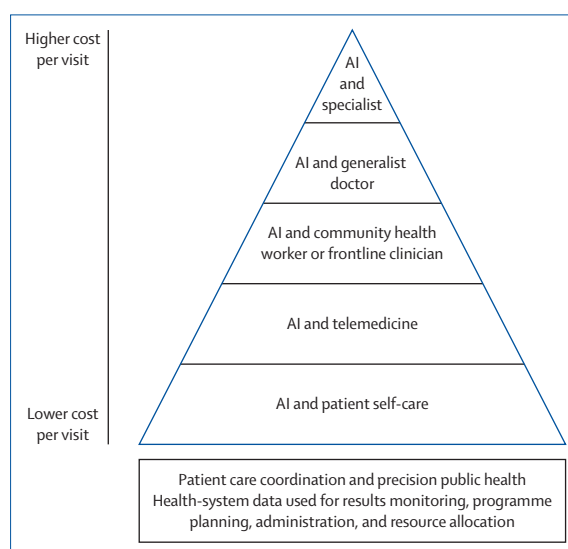 Higher cost
per visit
AI
and
specialist
AI and generalist
doctor
AI and community health
worker or frontline clinician
AI and telemedicine
AI and patient self-care
Lower cost
per visit
Patient care coordination and precision public health
Health-system data used for results monitoring, programme
planning, administration, and resource allocation